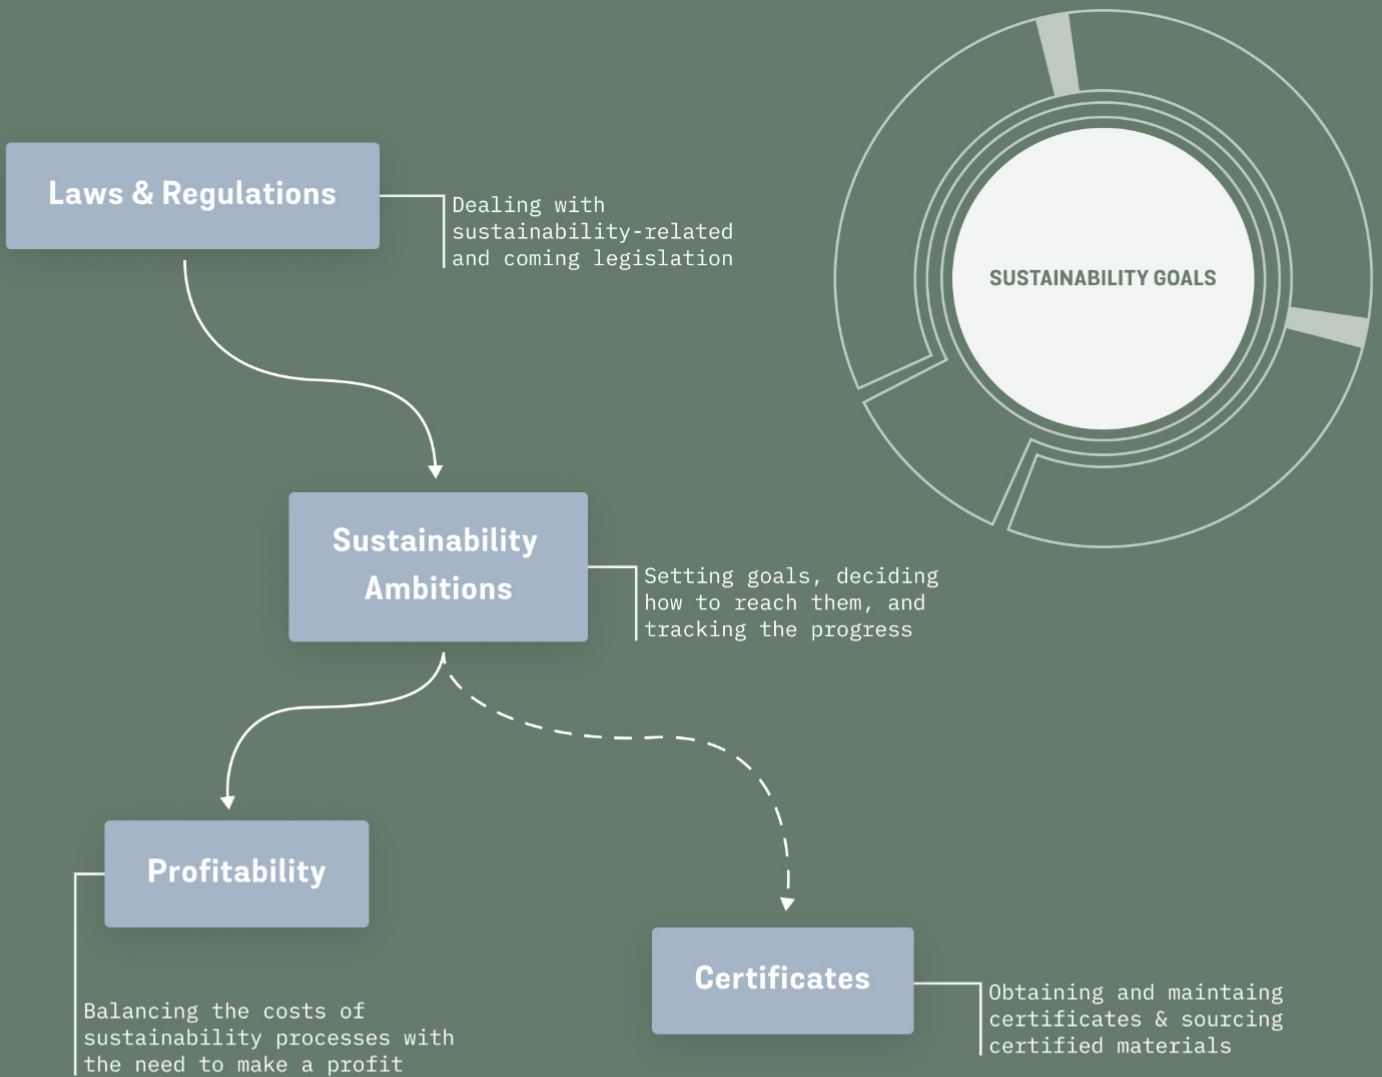 SUSTAINABILITY GOALS
Laws & Regulations
Dealing with
sustainability-related
and coming legislation
Sustainability
Ambitions
Setting goals, deciding
how to reach them, and
tracking the progress
Profitability
Balancing the costs of
sustainability processes with
the need to make a profit
Certificates
Obtaining and maintaing
certificates & sourcing
certified materials